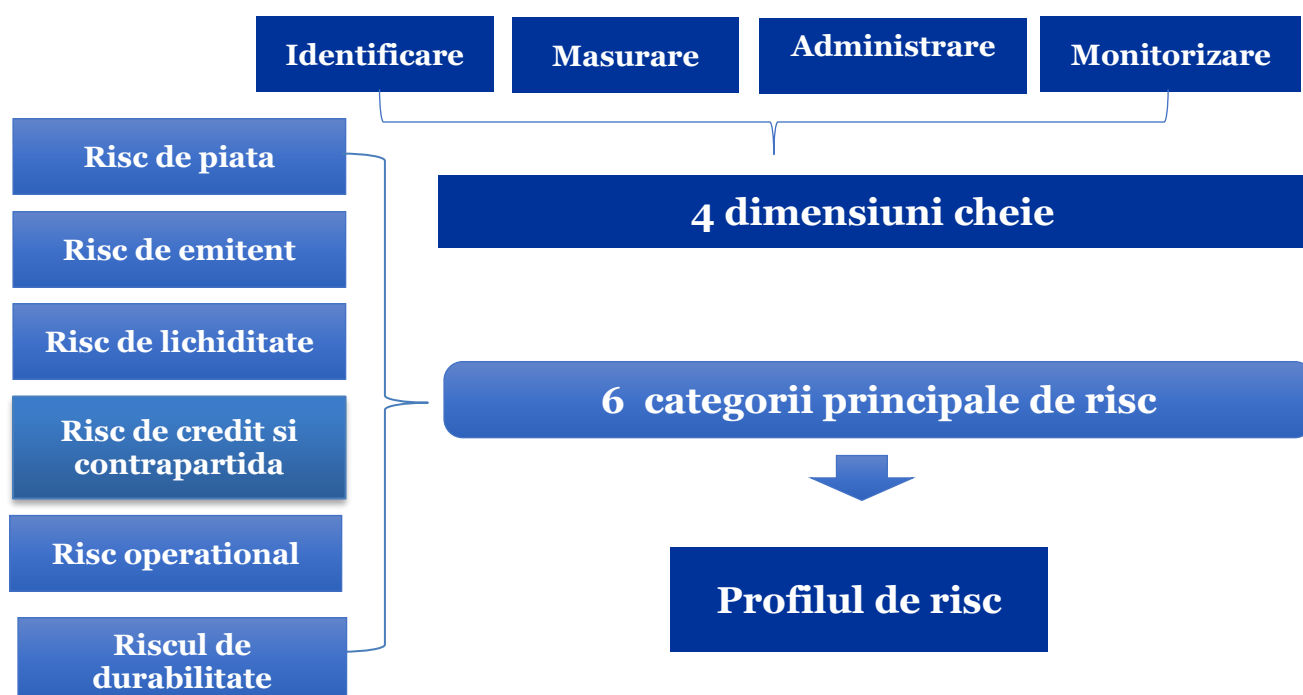 Identificare
Masurare
Administrare
Monitorizare
Risc de piata
4 dimensiuni cheie
Risc de emitent
Risc de lichiditate
6 categorii principale de risc
Risc de credit si
contrapartida
Risc operational
Profilul de risc
Riscul de
durabilitate